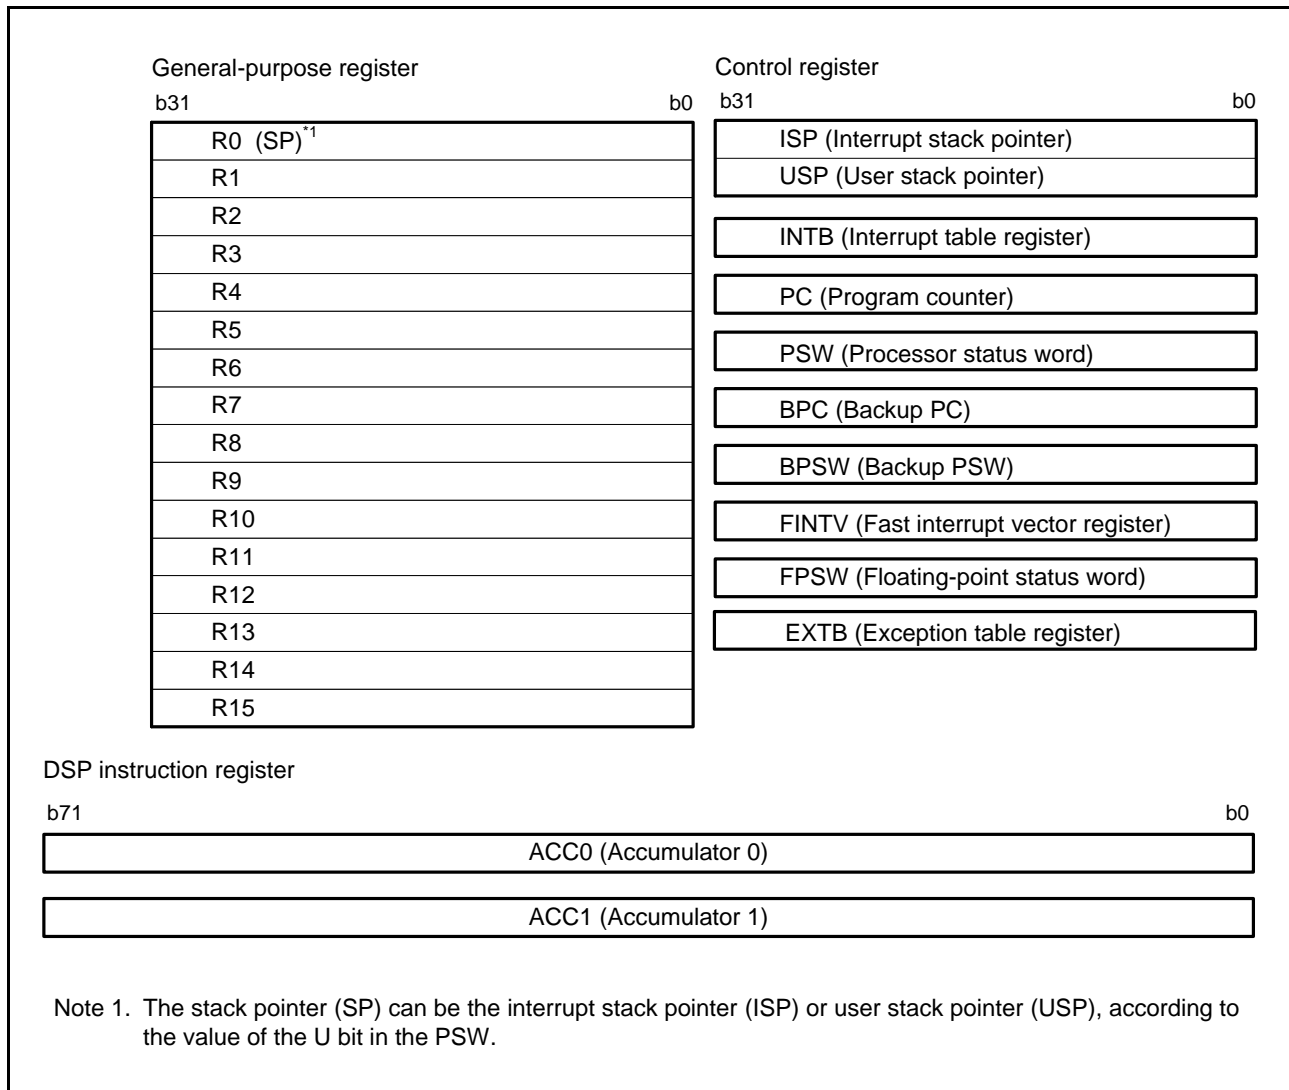 General-purpose register
b31 b0
R0 (SP)*1
R1
R2
R3
R4
R5
R6
R7
R8
R9
R10
R11
R12
R13
R14
R15
Control register
b31 b0
ISP (Interrupt stack pointer)
USP (User stack pointer)
INTB (Interrupt table register)
PC (Program counter)
PSW (Processor status word)
BPC (Backup PC)
BPSW (Backup PSW)
FINTV (Fast interrupt vector register)
FPSW (Floating-point status word)
EXTB (Exception table register)
DSP instruction register
b71 b0
ACC0 (Accumulator 0)
ACC1 (Accumulator 1)
Note 1. The stack pointer (SP) can be the interrupt stack pointer (ISP) or user stack pointer (USP), according to
the value of the U bit in the PSW.